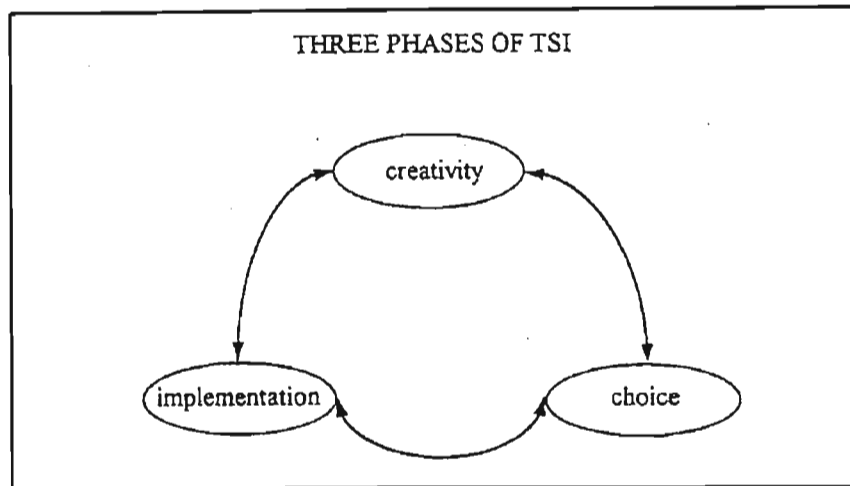 THREE PHASES OF TSI
creativity
implementation
choice